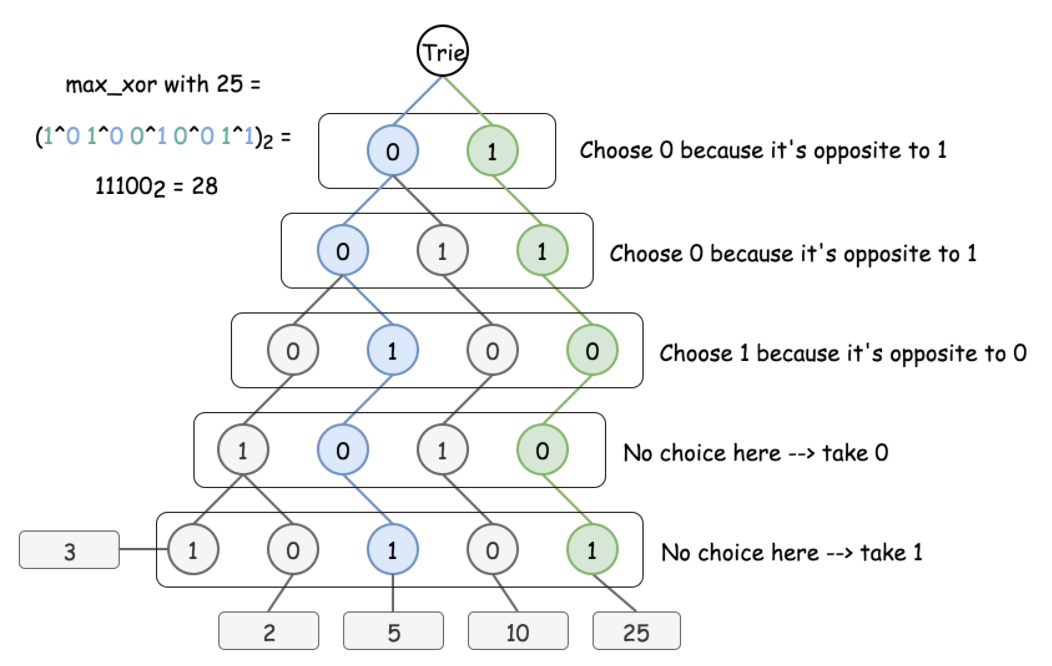 Trie
max_xor with 25 =
(1^0 1^0 0^1 0^0 1^1)2 =
111002 = 28
0 1 Choose 0 because it's opposite to 1
0 1 1 Choose 0 because it's opposite to 1
0 1 0 0 Choose 1 because it's opposite to 0
1 0 1 0 No choice here --> take 0
3 1 0 1 0 1 No choice here --> take 1
2 5 10 25